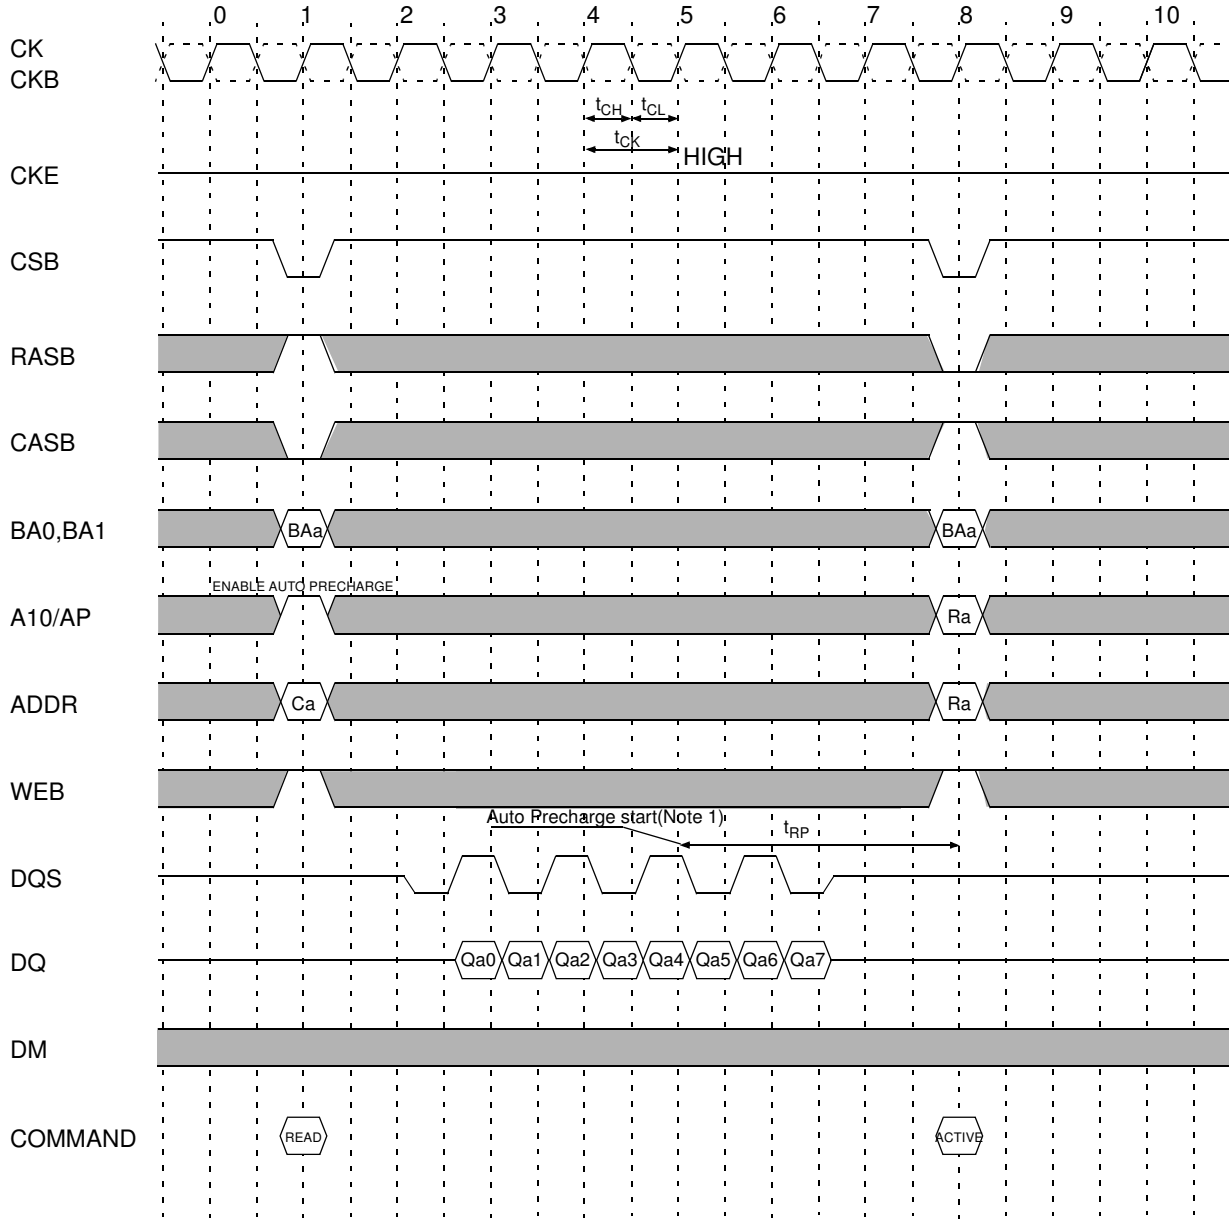 0 1 2 3 4 5 6 7 8 9 10
CK
CKB
tCH tCL
tCK
HIGH
CKE
CSB
RASB
CASB
BA0,BA1 BAa BAa
ENABLE AUTO PRECHARGE
A10/AP Ra
ADDR Ca Ra
WEB
Auto Precharge start(Note 1)
tRP
DQS
DQ Qa0 Qa1 Qa2 Qa3 Qa4 Qa5 Qa6 Qa7
DM
COMMAND READ ACTIVE